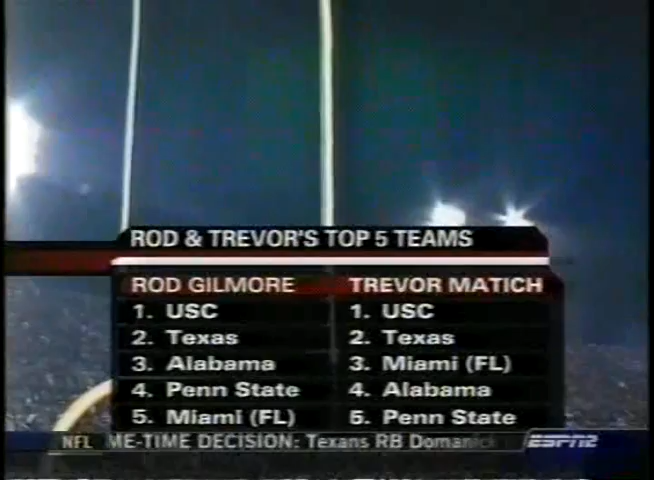 ROD & TREVOR'S TOP 5 TEAMS
ROD GILMORE TREVOR MATICH
1. USC 1. USC
2. Texas 2. Texas
3. Alabama 3. Miami (FL)
4. Penn State 4. Alabama
5. Miami (FL) 5. Penn State
NFL ME-TIME DECISION: Texans RB Domanick ESPN2